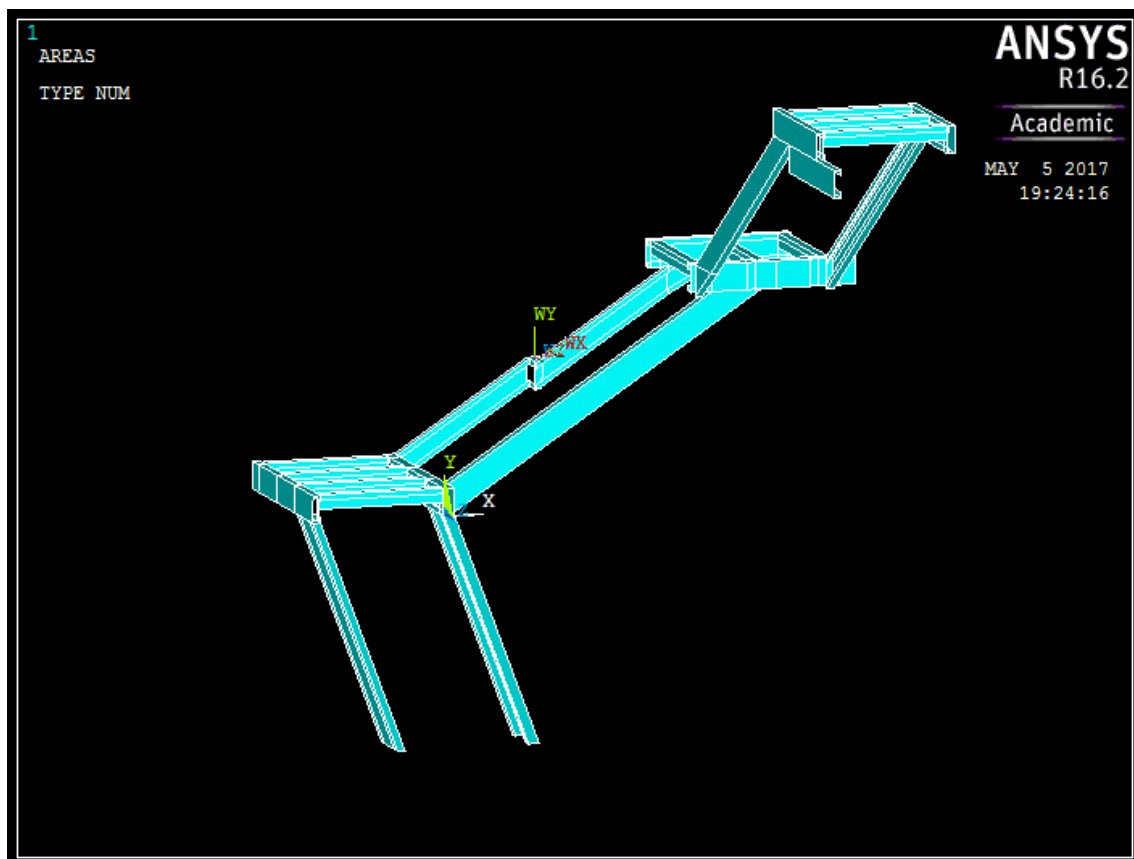 1
AREAS
TYPE NUM
ANSYS
R16.2
Academic
MAY 5 2017
19:24:16
WY
WX
Y
X